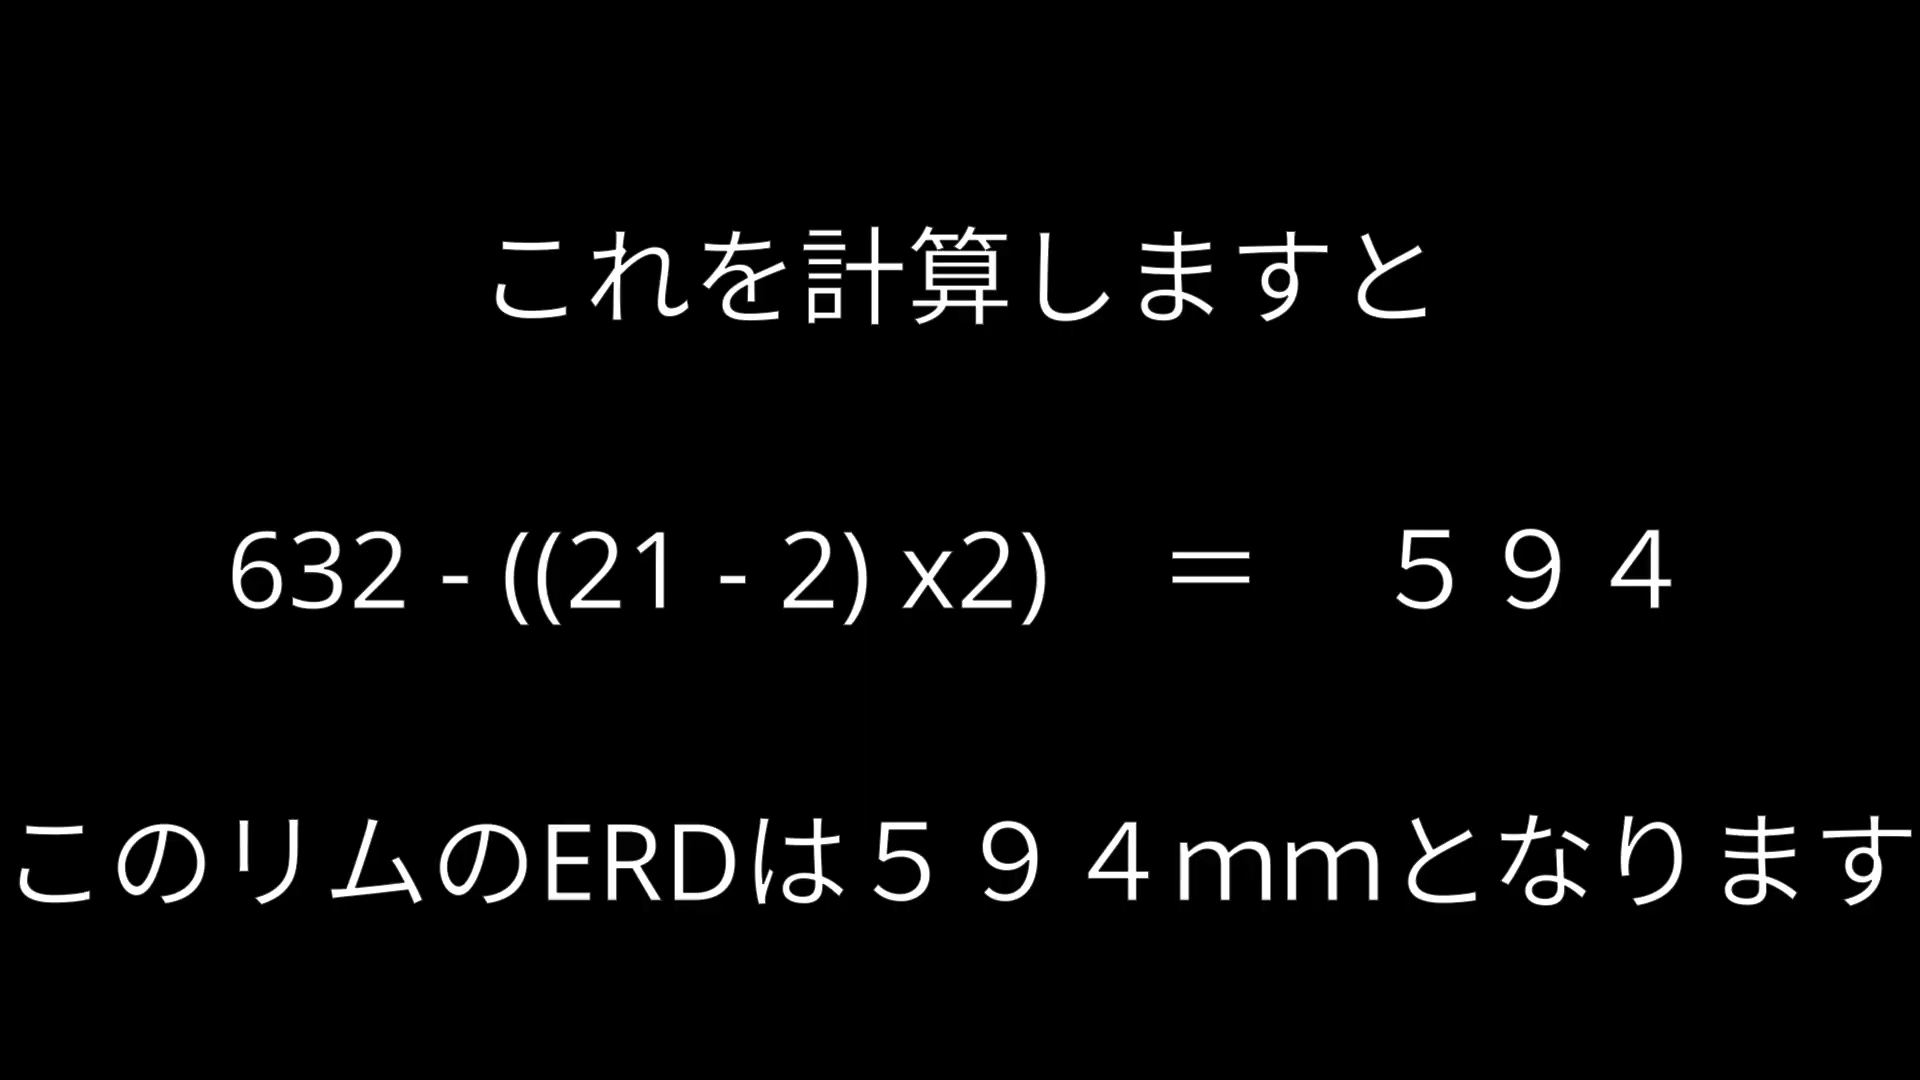 これを計算しますと
632 - ((21 - 2) x2)　＝　５９４
このリムのERDは５９４mmとなります